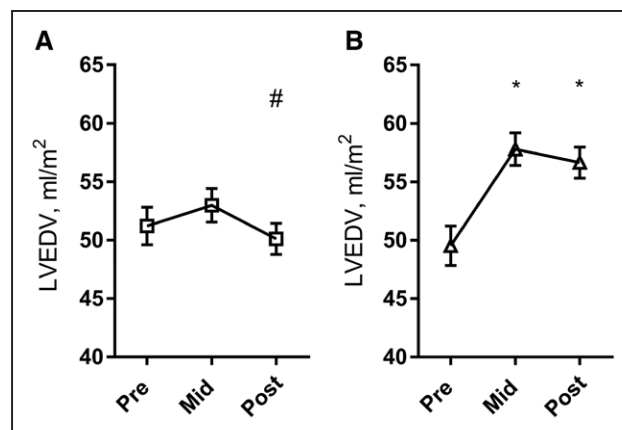 A
B
65
60
55
50
45
40
LVEDV, ml/m²
#
Pre
Mid
Post
65
60
55
50
45
40
LVEDV, ml/m²
*
*
Pre
Mid
Post